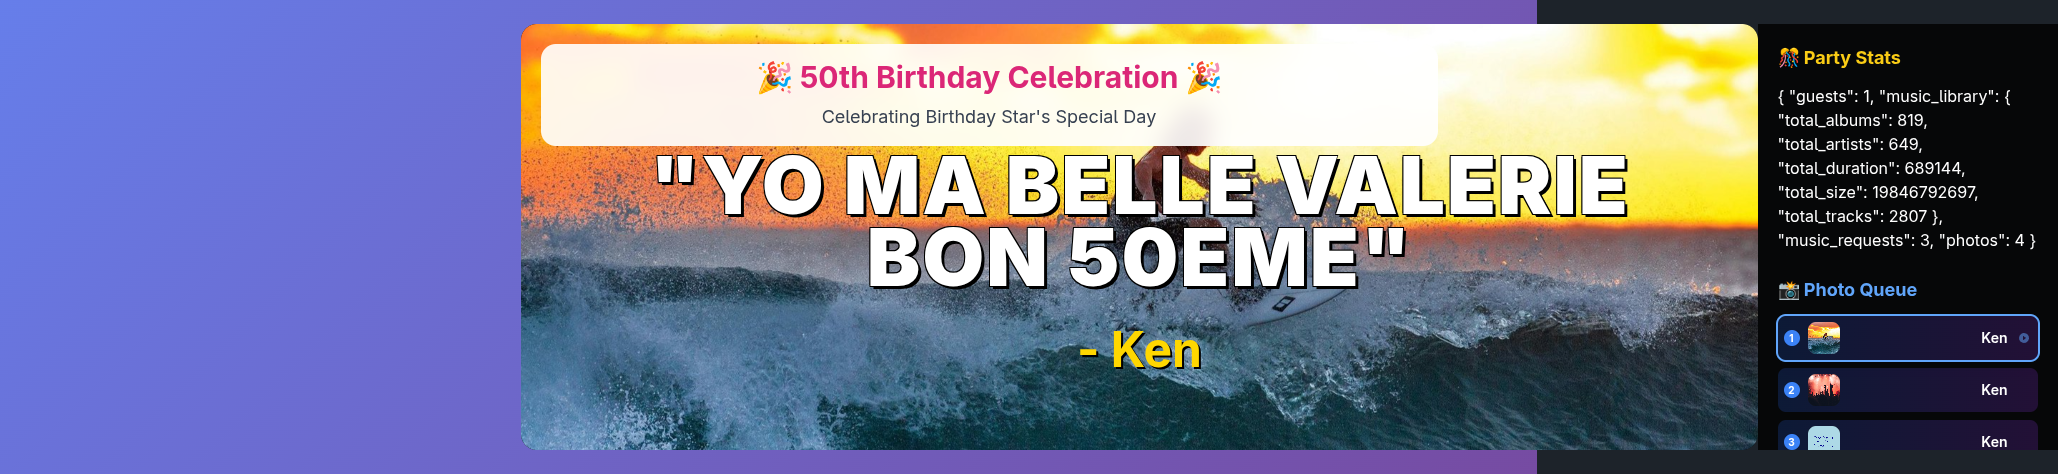 🎉 50th Birthday Celebration 🎉
Celebrating Birthday Star's Special Day
"YO MA BELLE VALERIE
BON 50EME"
- Ken
🎊 Party Stats
{ "guests": 1, "music_library": {
"total_albums": 819,
"total_artists": 649,
"total_duration": 689144,
"total_size": 19846792697,
"total_tracks": 2807 },
"music_requests": 3, "photos": 4 }
📸 Photo Queue
1 Ken
2 Ken
3 Ken